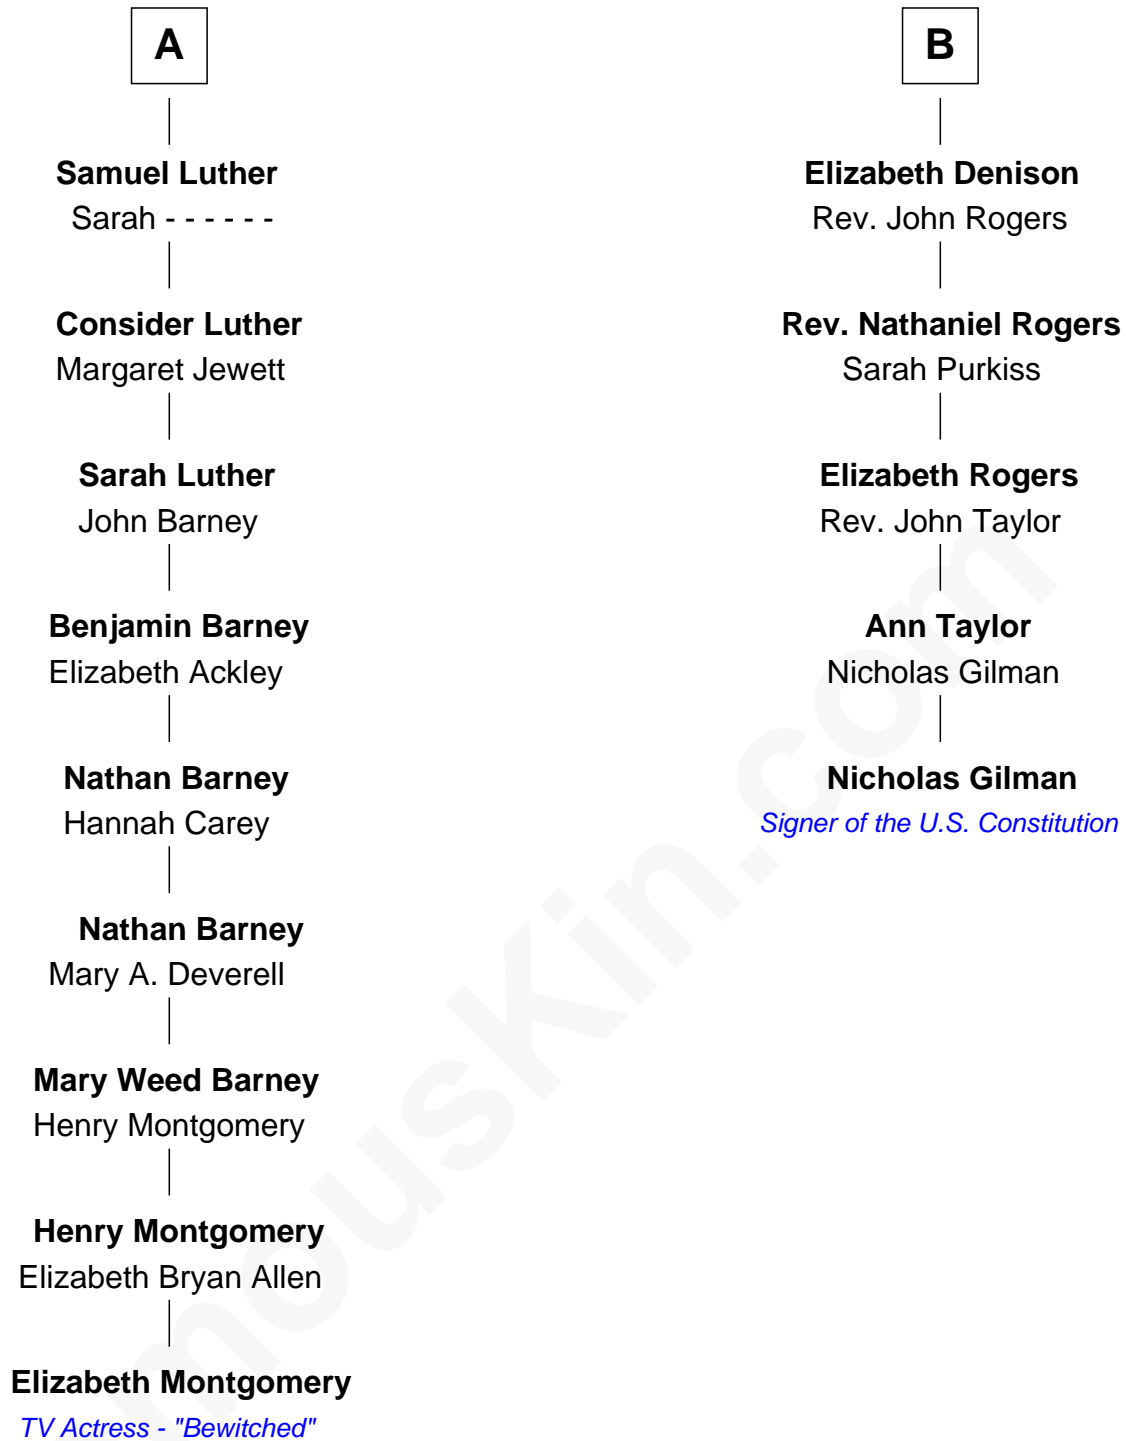 A
Samuel Luther
Sarah - - - - - -
Consider Luther
Margaret Jewett
Sarah Luther
John Barney
Benjamin Barney
Elizabeth Ackley
Nathan Barney
Hannah Carey
Nathan Barney
Mary A. Deverell
Mary Weed Barney
Henry Montgomery
Henry Montgomery
Elizabeth Bryan Allen
Elizabeth Montgomery
TV Actress - "Bewitched"
B
Elizabeth Denison
Rev. John Rogers
Rev. Nathaniel Rogers
Sarah Purkiss
Elizabeth Rogers
Rev. John Taylor
Ann Taylor
Nicholas Gilman
Nicholas Gilman
Signer of the U.S. Constitution
mousKin.com